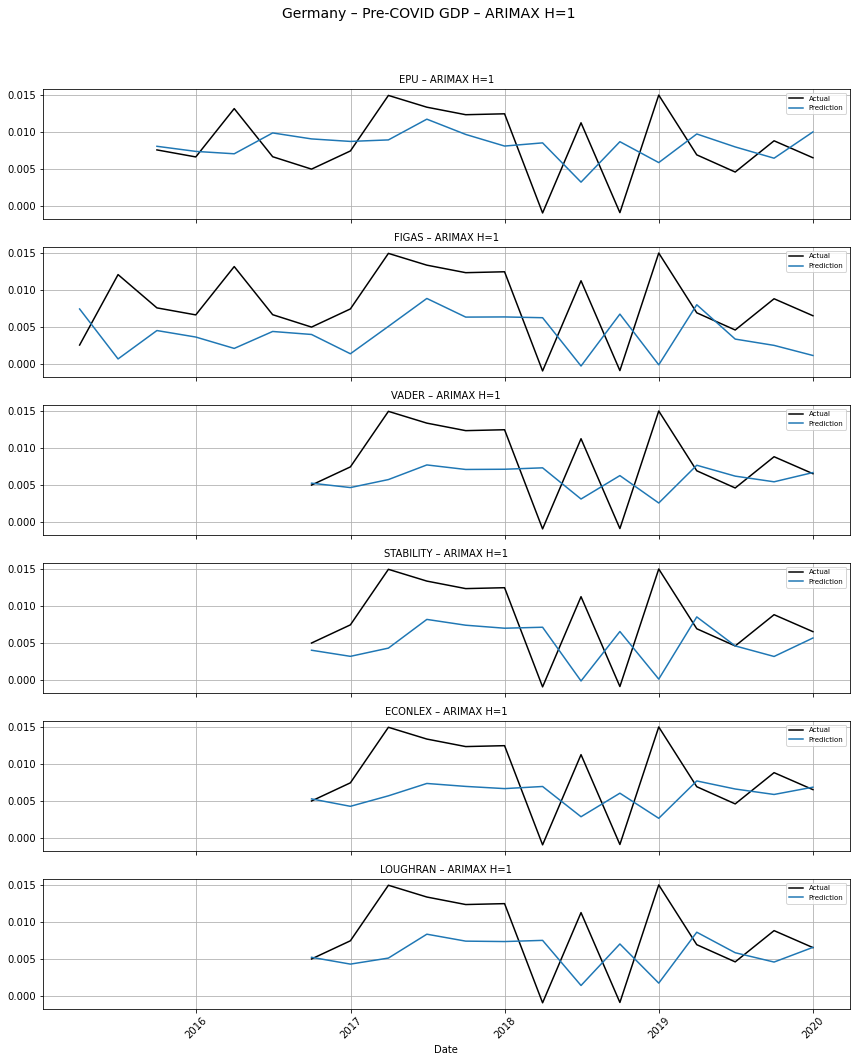 Germany – Pre-COVID GDP – ARIMAX H=1
EPU – ARIMAX H=1
0.015
0.010
0.005
0.000
Actual
Prediction
FIGAS – ARIMAX H=1
0.015
0.010
0.005
0.000
Actual
Prediction
VADER – ARIMAX H=1
0.015
0.010
0.005
0.000
Actual
Prediction
STABILITY – ARIMAX H=1
0.015
0.010
0.005
0.000
Actual
Prediction
ECONLEX – ARIMAX H=1
0.015
0.010
0.005
0.000
Actual
Prediction
LOUGHRAN – ARIMAX H=1
0.015
0.010
0.005
0.000
Actual
Prediction
2016
2017
2018
2019
2020
Date